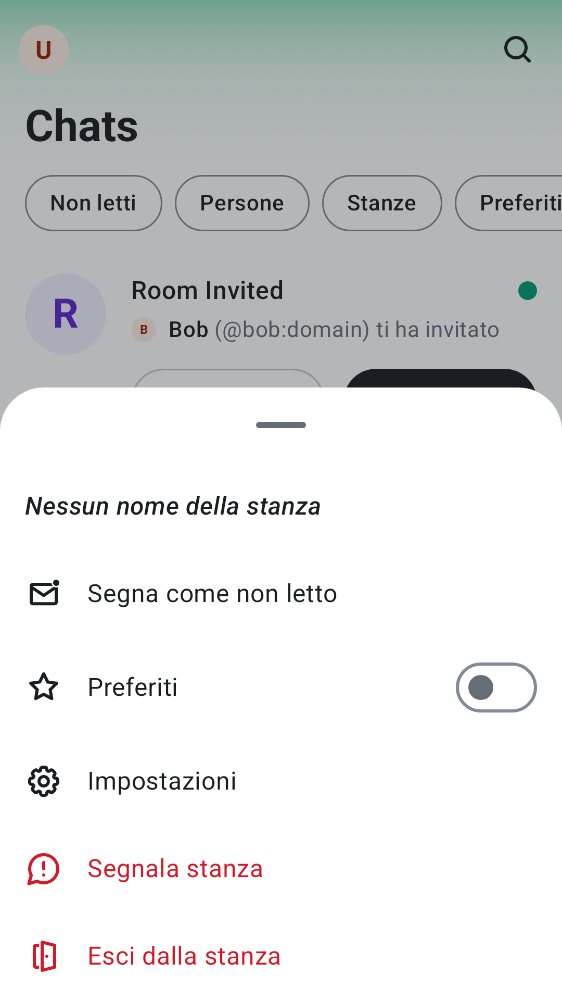 U
Chats
Non letti Persone Stanze Preferiti
R
Room Invited
B Bob (@bob:domain) ti ha invitato
Nessun nome della stanza
Segna come non letto
Preferiti
Impostazioni
Segnala stanza
Esci dalla stanza